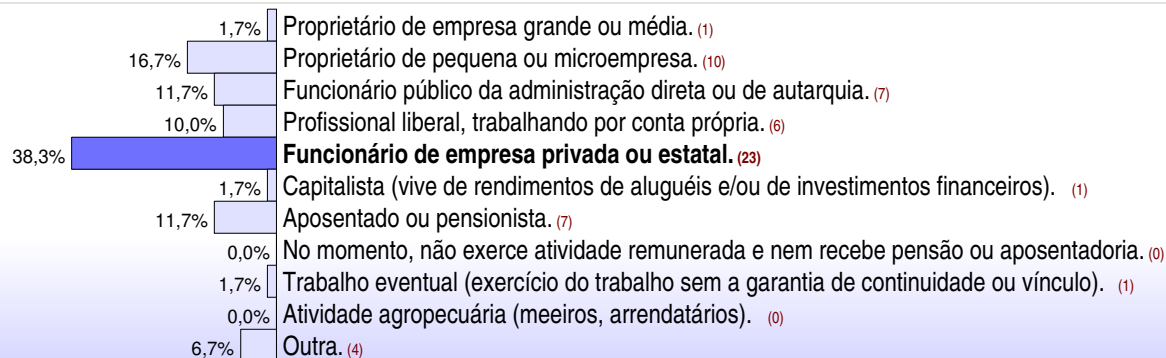 1,7% Proprietário de empresa grande ou média. (1)
16,7% Proprietário de pequena ou microempresa. (10)
11,7% Funcionário público da administração direta ou de autarquia. (7)
10,0% Profissional liberal, trabalhando por conta própria. (6)
38,3% Funcionário de empresa privada ou estatal. (23)
1,7% Capitalista (vive de rendimentos de aluguéis e/ou de investimentos financeiros). (1)
11,7% Aposentado ou pensionista. (7)
0,0% No momento, não exerce atividade remunerada e nem recebe pensão ou aposentadoria. (0)
1,7% Trabalho eventual (exercício do trabalho sem a garantia de continuidade ou vínculo). (1)
0,0% Atividade agropecuária (meeiros, arrendatários). (0)
6,7% Outra. (4)